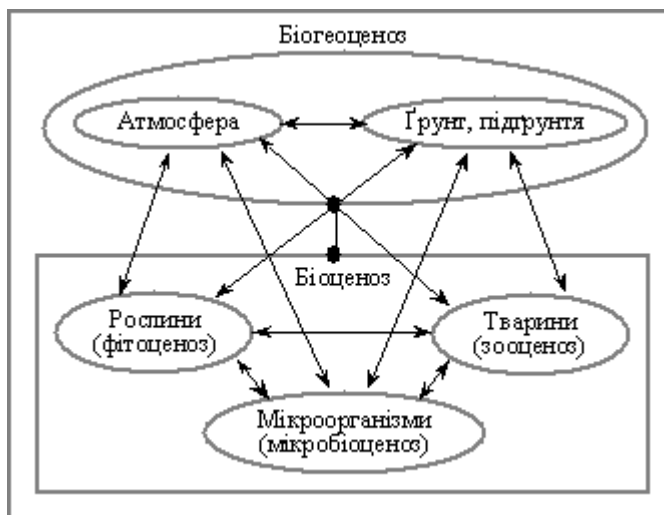 Біогеоценоз
Атмосфера
Ґрунт, підґрунтя
Біоценоз
Рослини
(фітоценоз)
Тварини
(зооценоз)
Мікроорганізми
(мікробіоценоз)